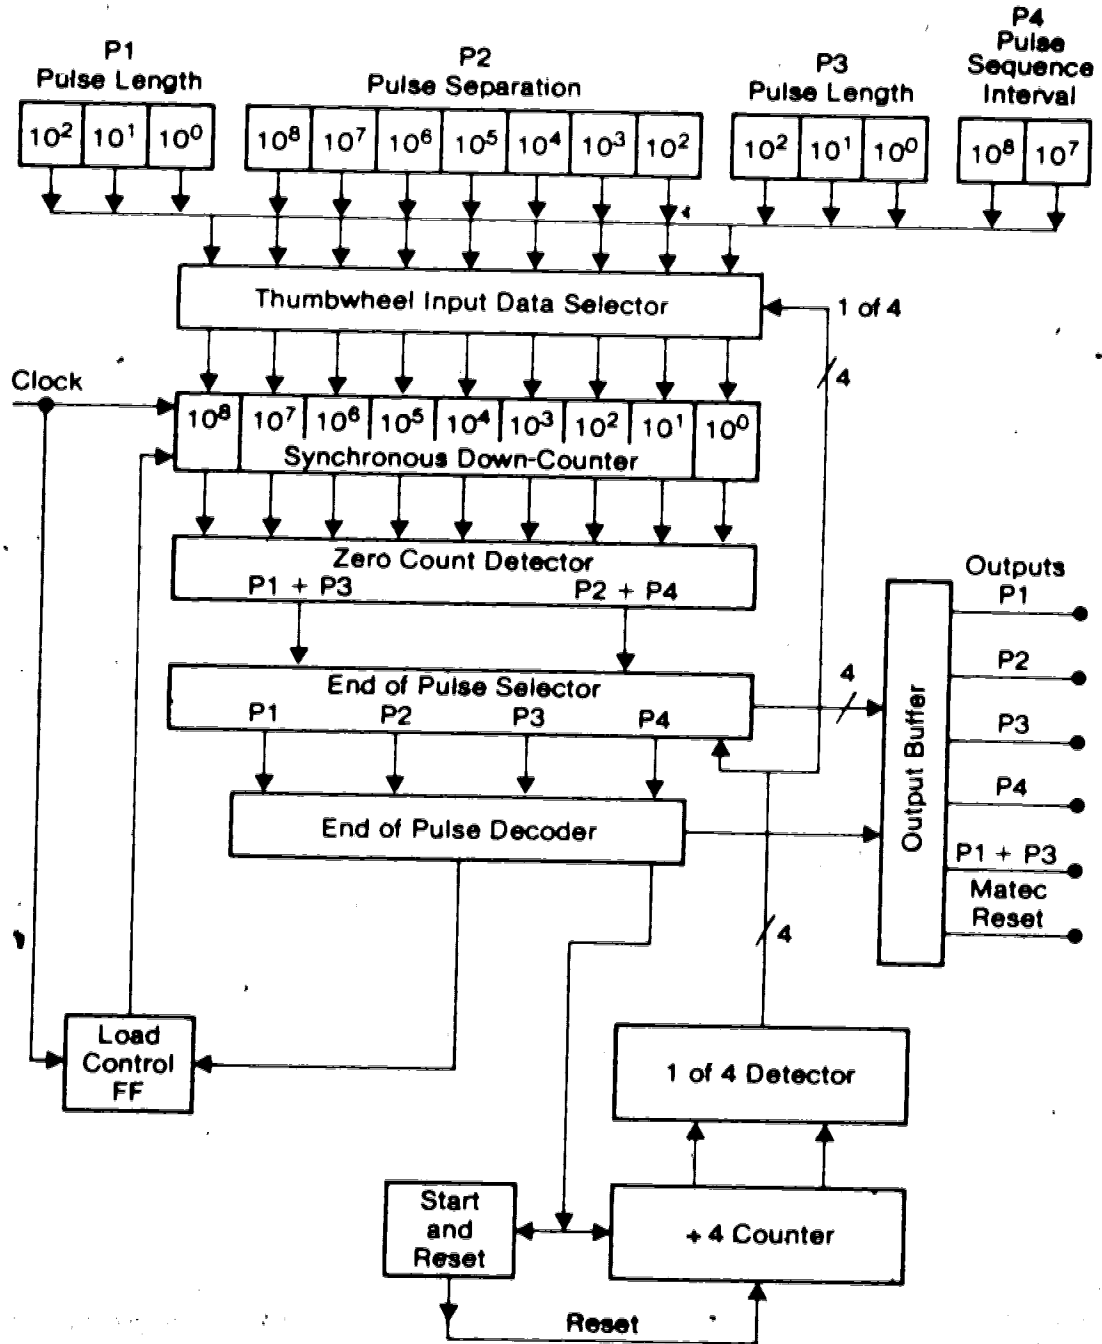 P1
Pulse Length
P2
Pulse Separation
P3
Pulse Length
P4
Pulse
Sequence
Interval
10² 10¹ 10⁰
10⁸ 10⁷ 10⁶ 10⁵ 10⁴ 10³ 10²
10² 10¹ 10⁰
10⁸ 10⁷
Thumbwheel Input Data Selector
1 of 4
4
Clock
10⁸ 10⁷ 10⁶ 10⁵ 10⁴ 10³ 10² 10¹ 10⁰
Synchronous Down-Counter
Zero Count Detector
P1 + P3 P2 + P4
End of Pulse Selector
P1 P2 P3 P4
4
End of Pulse Decoder
Output Buffer
Outputs
P1
P2
P3
P4
P1 + P3
Matec
Reset
4
Load
Control
FF
1 of 4 Detector
Start
and
Reset
+ 4 Counter
Reset